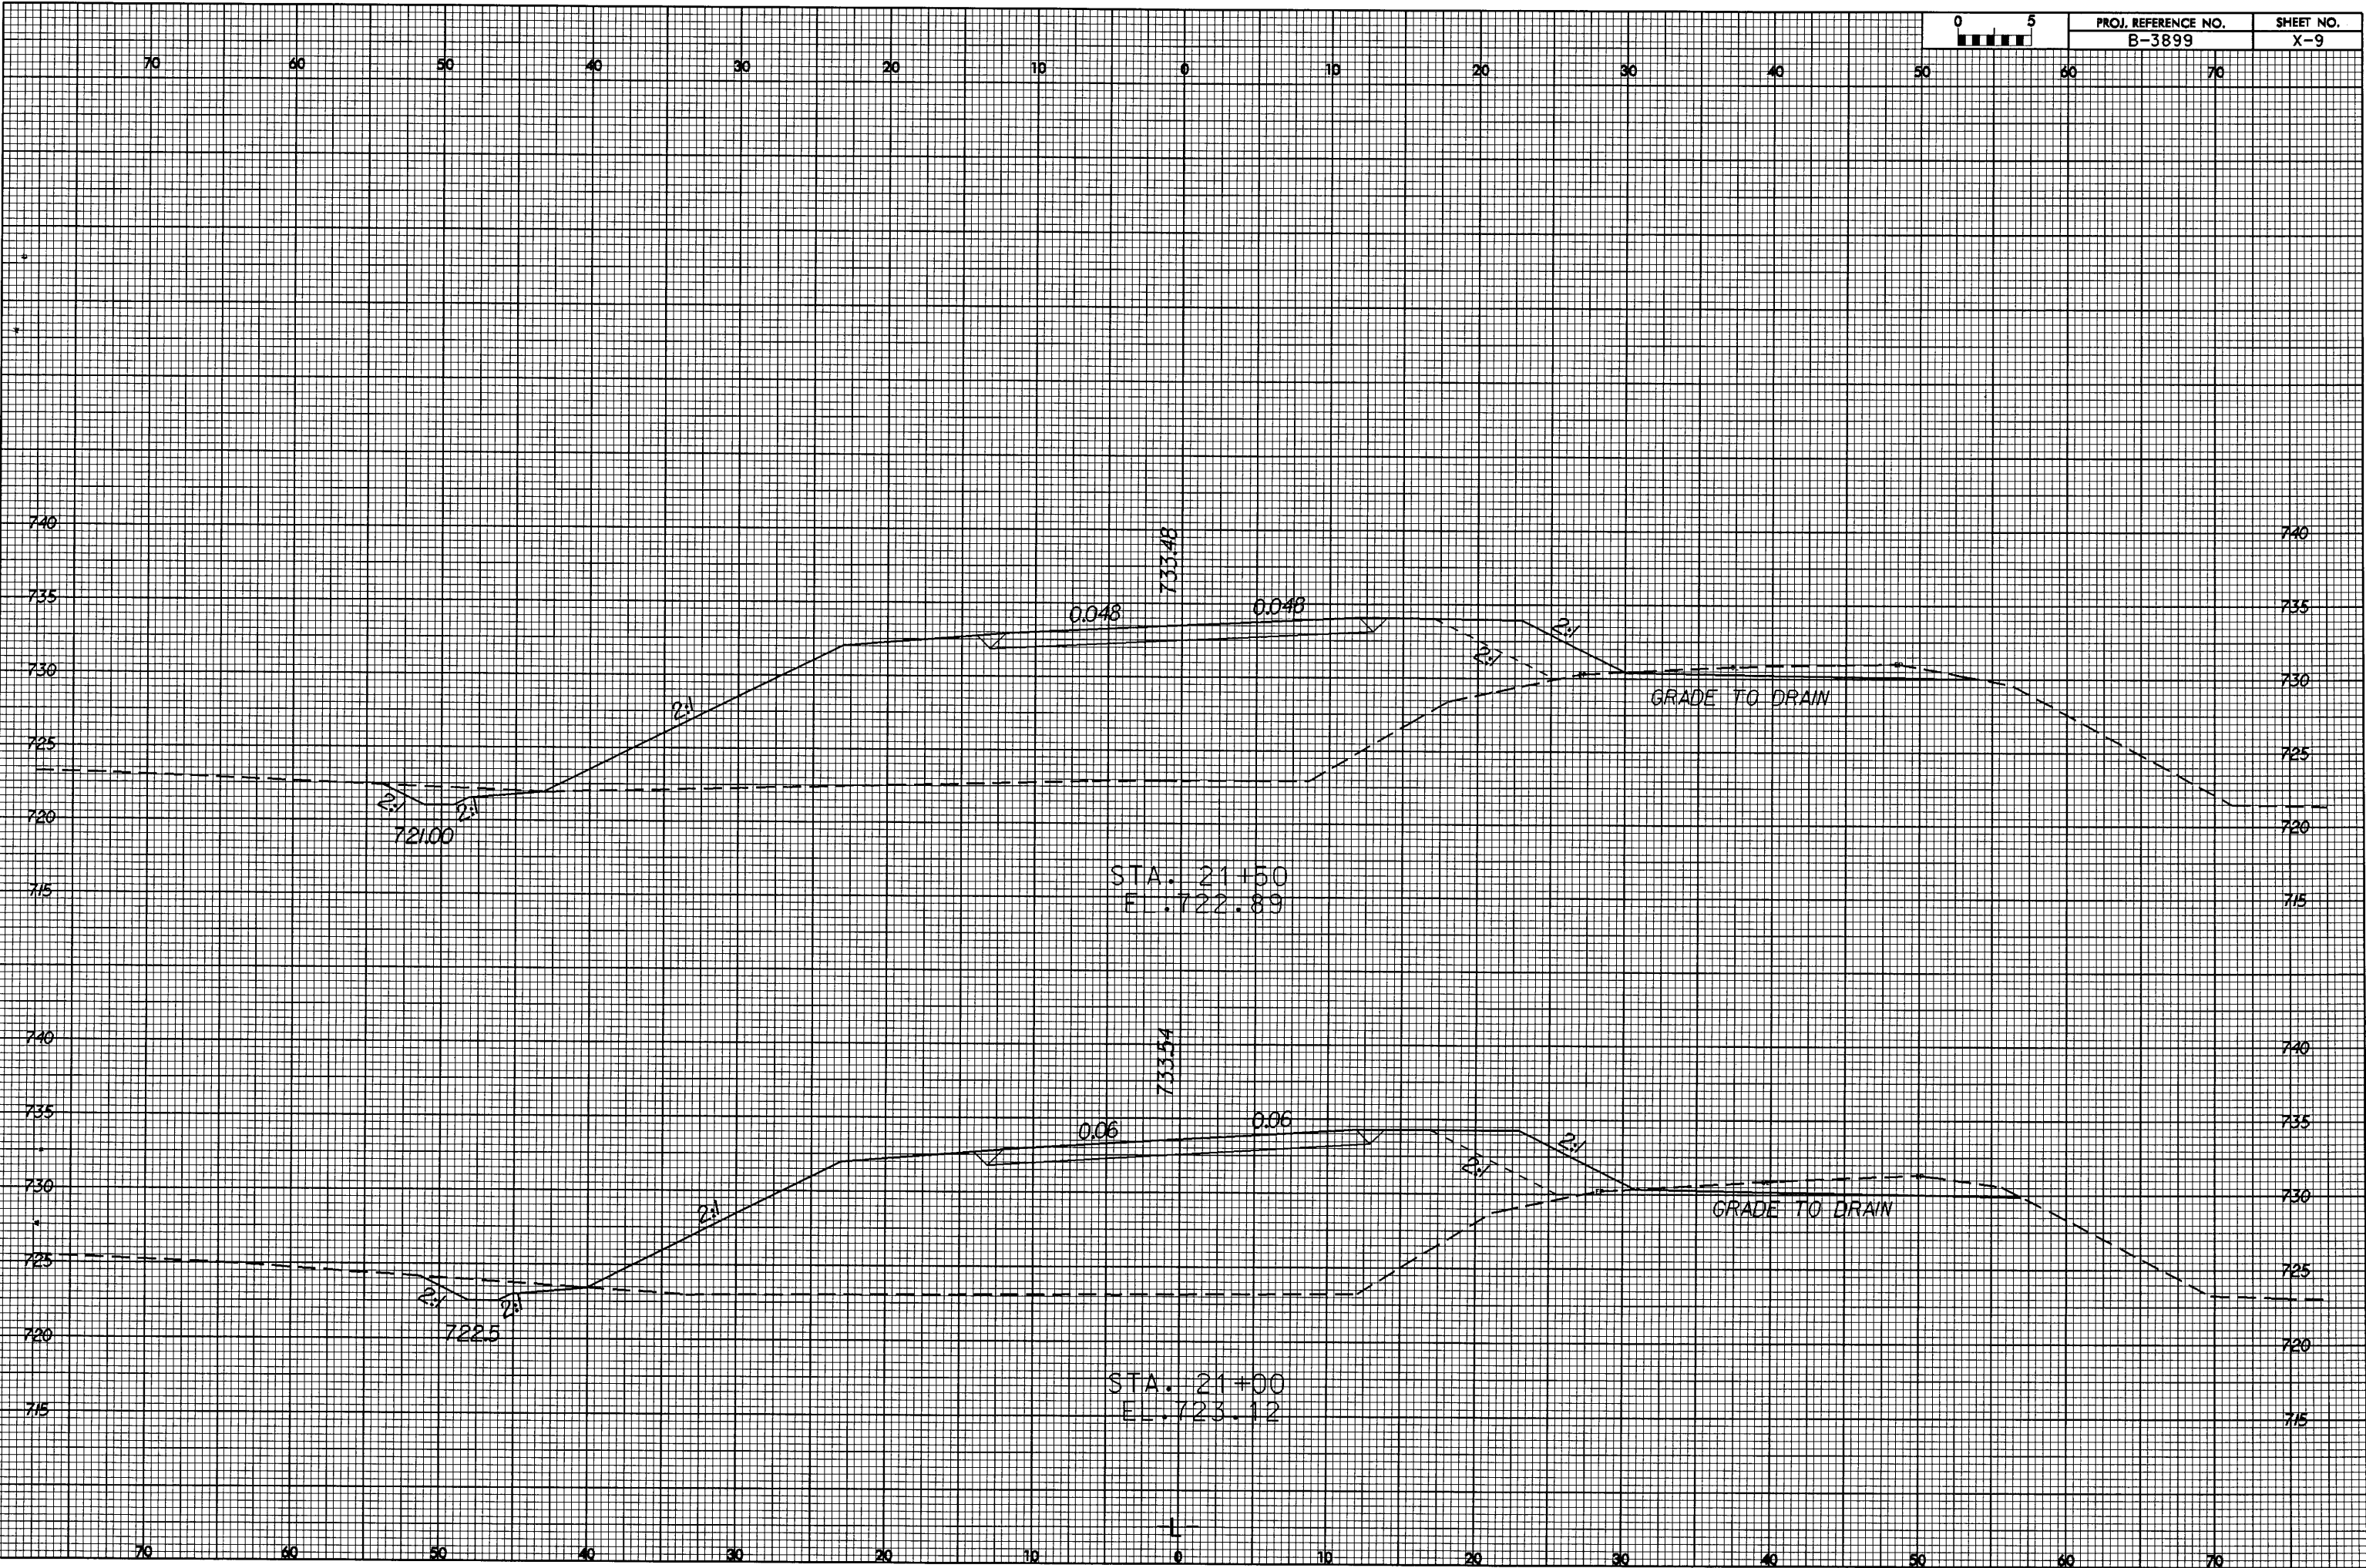 0 5 PROJ. REFERENCE NO. SHEET NO.
B-3899 X-9
70 60 50 40 30 20 10 0 10 20 30 40 50 60 70
740 740
733.48
735 735
0.048 0.048
2:1
2:1
730 730
GRADE TO DRAIN
2:1
725 725
2:1 2:1
720 720
721.00
STA. 21+50
715 715
EL. 722.89
740 740
733.54
735 735
0.06 0.06
2:1
2:1
730 730
GRADE TO DRAIN
2:1
725 725
2:1 2:1
720 720
722.5
STA. 21+00
EL. 723.12
715 715
-L-
70 60 50 40 30 20 10 0 10 20 30 40 50 60 70